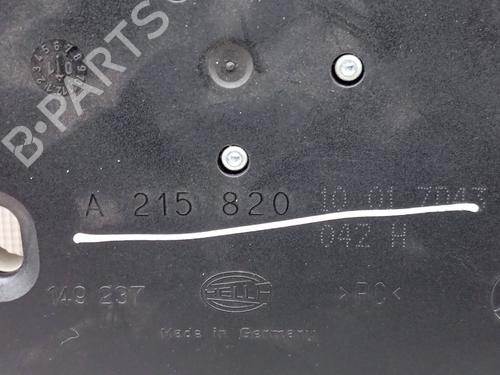 B-PARTS
A 215 820 10 01 7D47
042 H
149 237
HELLA
>PC<
Made in Germany